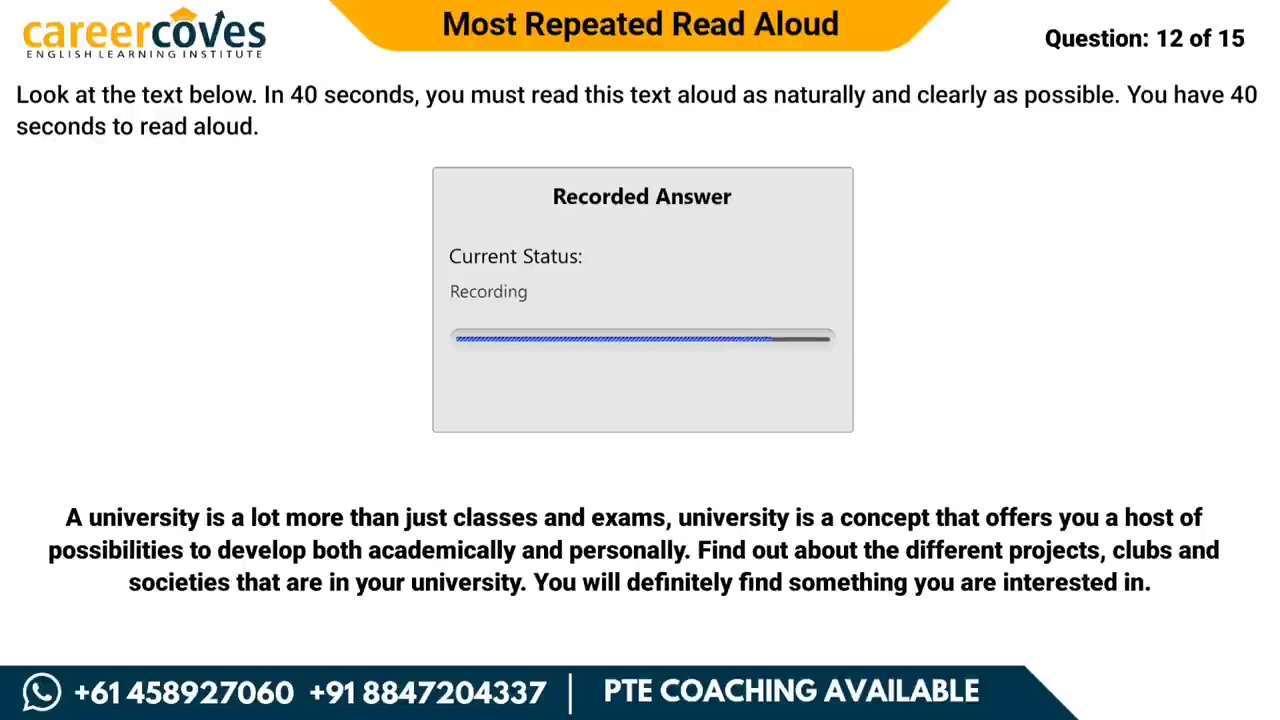 careercoves
ENGLISH LEARNING INSTITUTE
Most Repeated Read Aloud
Question: 12 of 15
Look at the text below. In 40 seconds, you must read this text aloud as naturally and clearly as possible. You have 40
seconds to read aloud.
Recorded Answer
Current Status:
Recording
A university is a lot more than just classes and exams, university is a concept that offers you a host of
possibilities to develop both academically and personally. Find out about the different projects, clubs and
societies that are in your university. You will definitely find something you are interested in.
+61 458927060 +91 8847204337 | PTE COACHING AVAILABLE